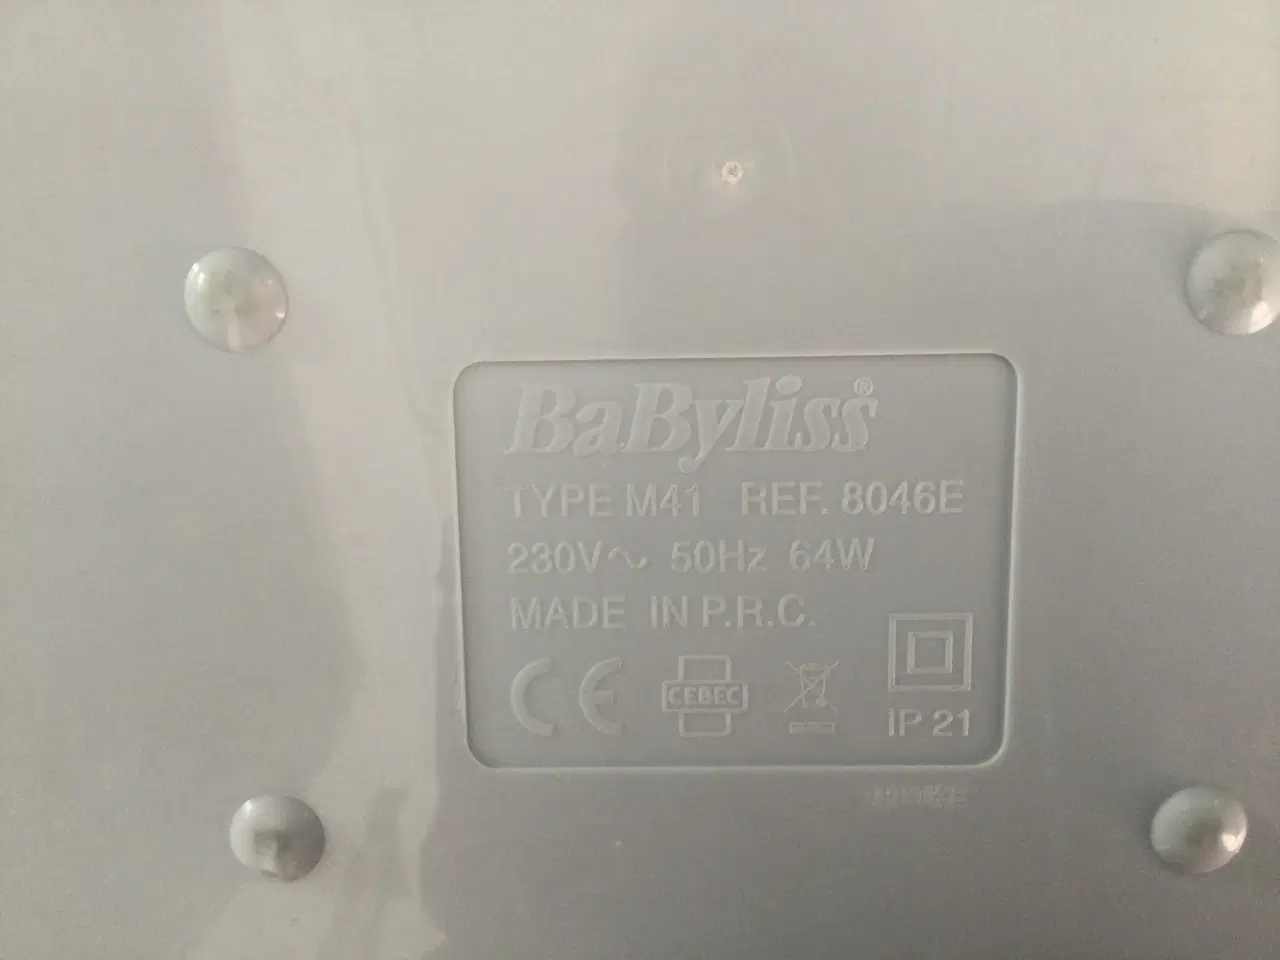 BaByliss®
TYPE M41 REF. 8046E
230V~ 50Hz 64W
MADE IN P.R.C.
CE CEBEC
IP 21